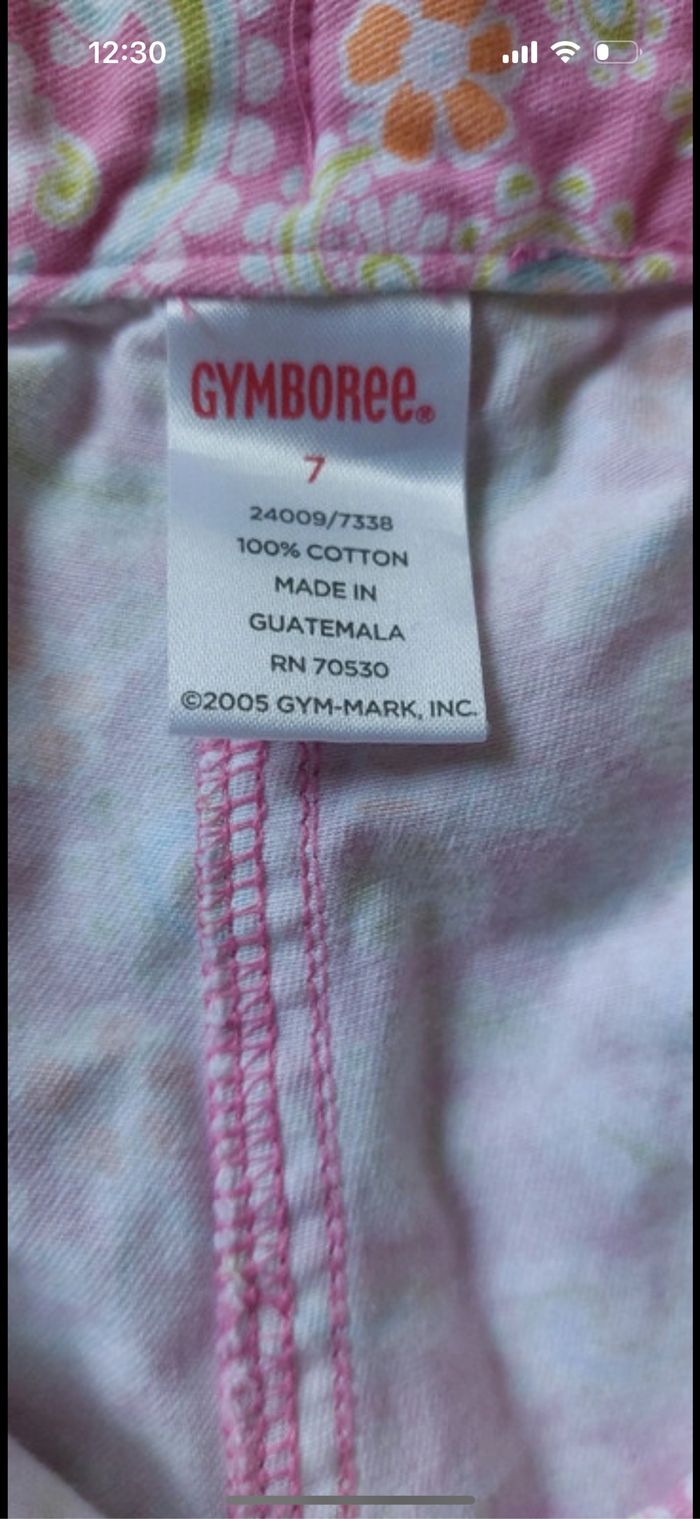 12:30
GYMBOREE®
7
24009/7338
100% COTTON
MADE IN
GUATEMALA
RN 70530
©2005 GYM-MARK, INC.